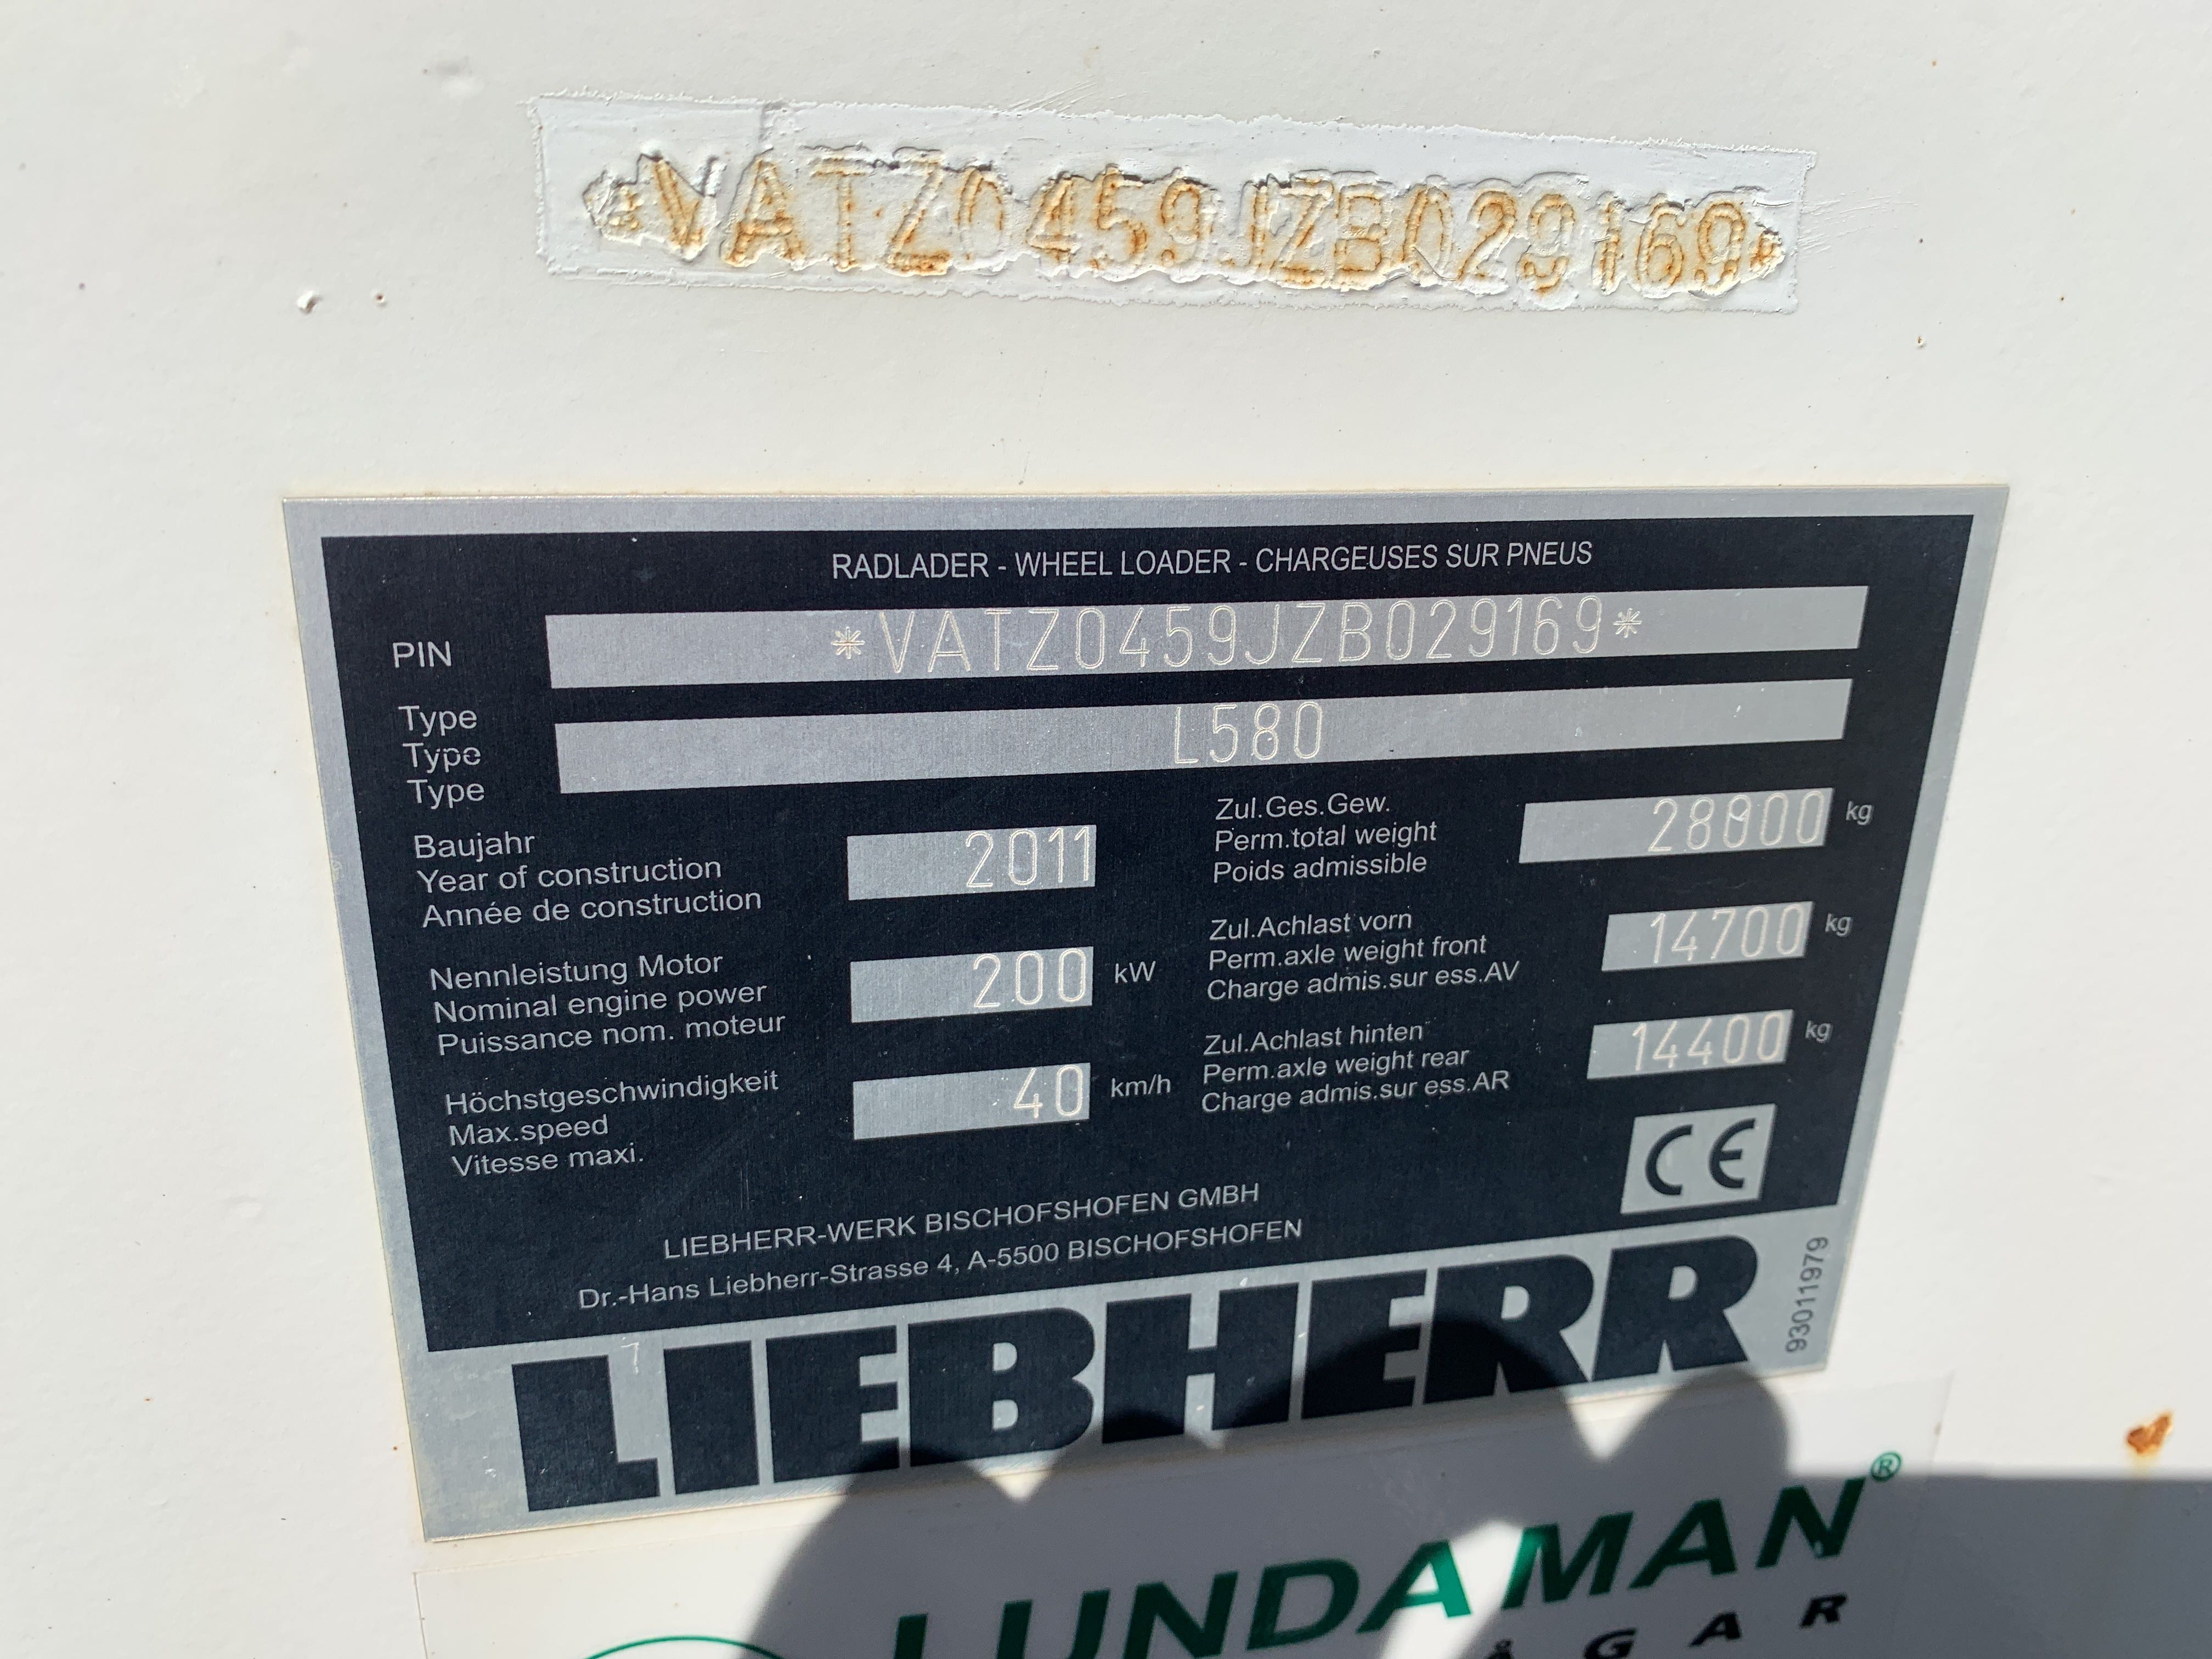 *VATZ0459JZB029169*
RADLADER - WHEEL LOADER - CHARGEUSES SUR PNEUS
PIN *VATZ0459JZB029169*
Type
Type L580
Type
Baujahr
Year of construction 2011
Année de construction
Zul.Ges.Gew.
Perm.total weight 28800 kg
Poids admissible
Nennleistung Motor
Nominal engine power 200 kW
Puissance nom. moteur
Zul.Achlast vorn
Perm.axle weight front 14700 kg
Charge admis.sur ess.AV
Höchstgeschwindigkeit
Max.speed 40 km/h
Vitesse maxi.
Zul.Achlast hinten
Perm.axle weight rear 14400 kg
Charge admis.sur ess.AR
CE
LIEBHERR-WERK BISCHOFSHOFEN GMBH
Dr.-Hans Liebherr-Strasse 4, A-5500 BISCHOFSHOFEN
LIEBHERR
93011979
LUNDAMAN®